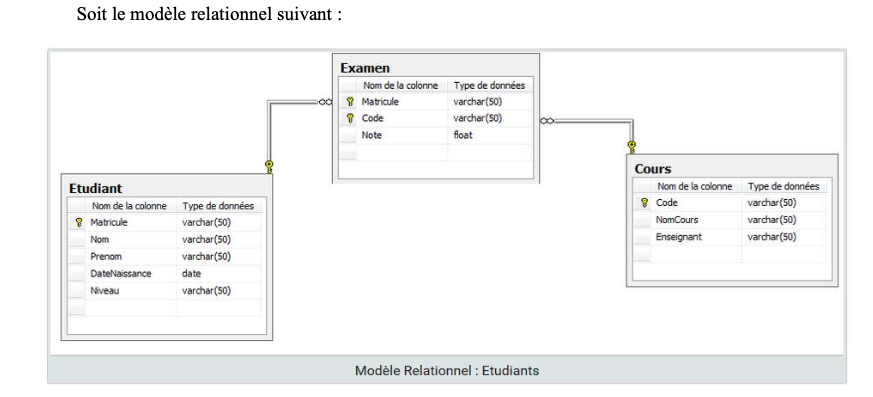 Soit le modèle relationnel suivant :
Examen
Nom de la colonne Type de données
Matricule varchar(50)
Code varchar(50)
Note float
Etudiant
Nom de la colonne Type de données
Matricule varchar(50)
Nom varchar(50)
Prenom varchar(50)
DateNaissance date
Niveau varchar(50)
Cours
Nom de la colonne Type de données
Code varchar(50)
NomCours varchar(50)
Enseignant varchar(50)
Modèle Relationnel : Etudiants